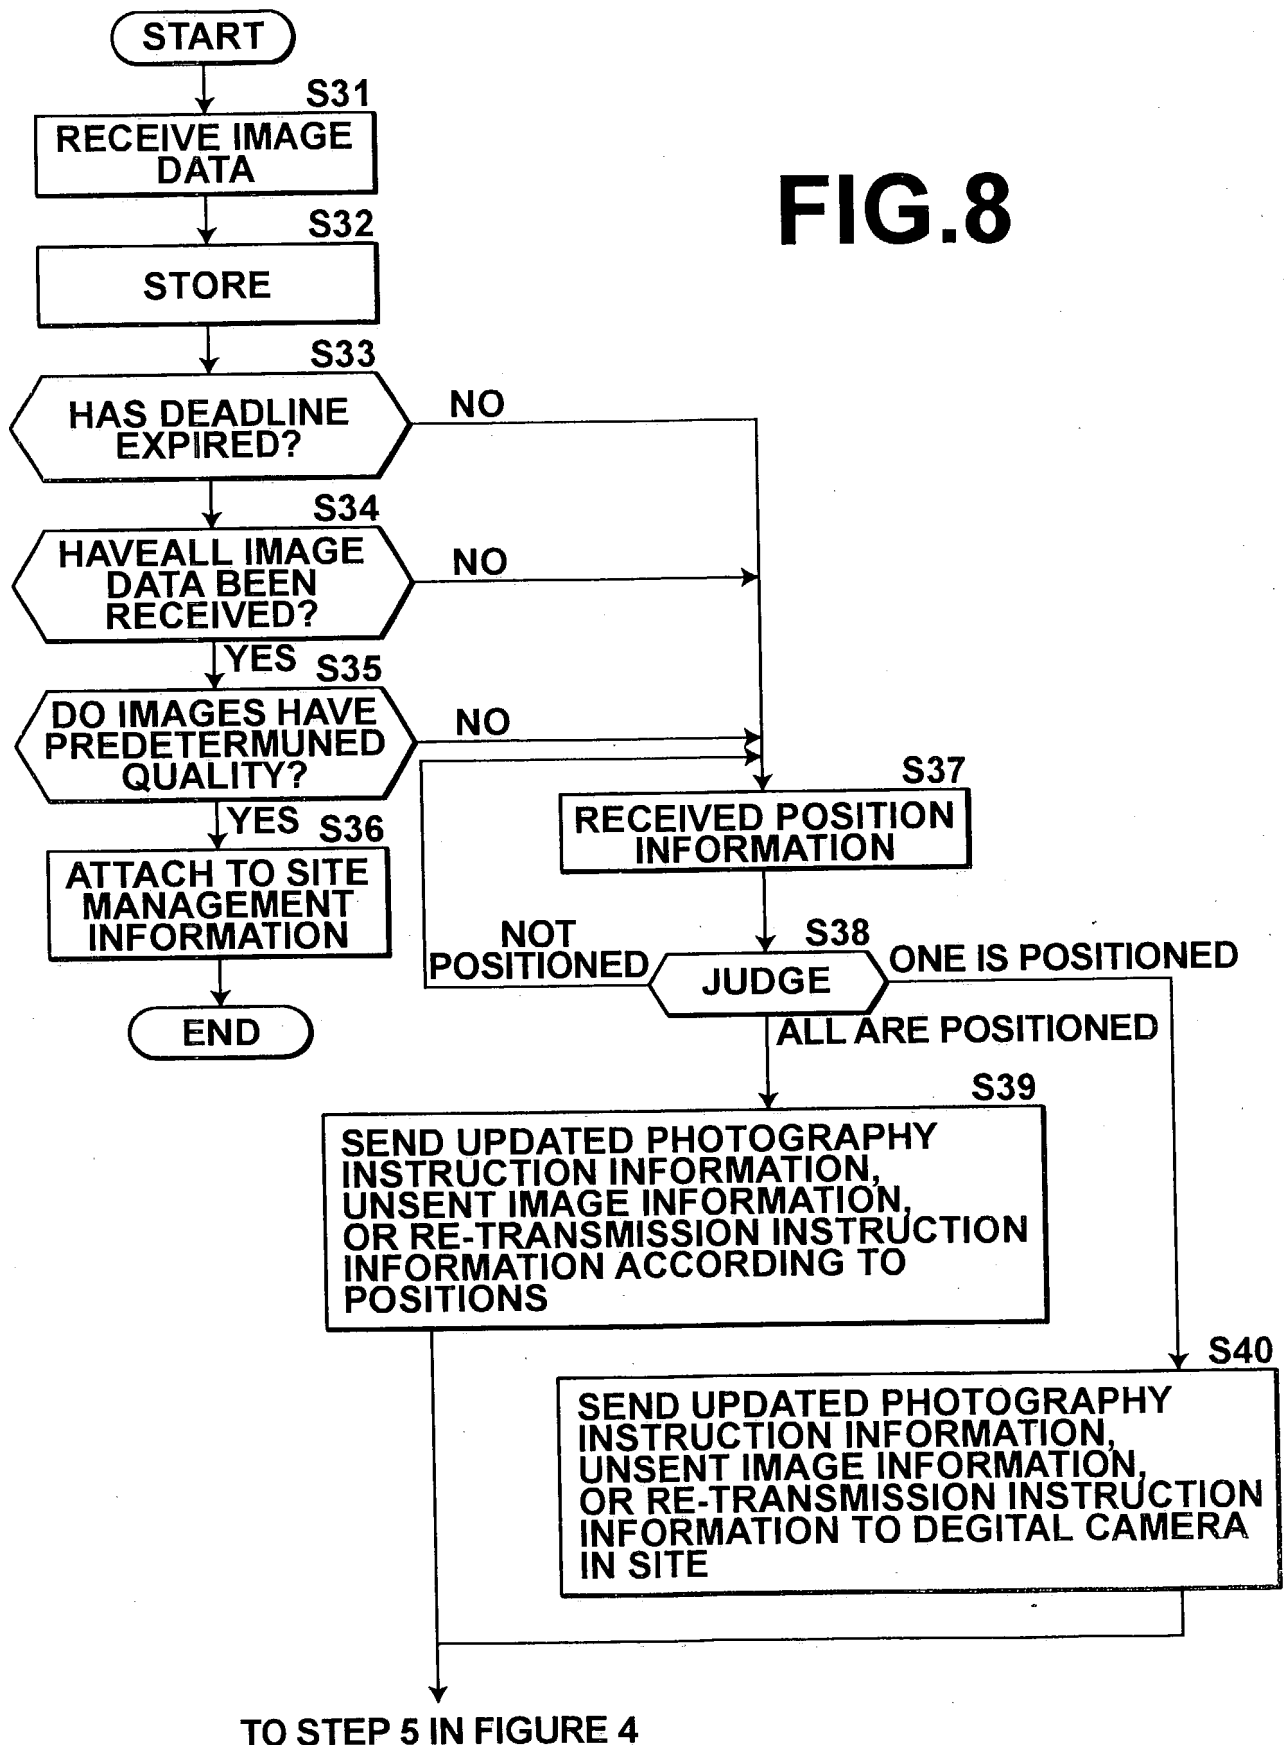 START
S31
RECEIVE IMAGE
DATA
FIG.8
S32
STORE
S33
HAS DEADLINE
EXPIRED?
NO
S34
HAVEALL IMAGE
DATA BEEN
RECEIVED?
NO
YES
S35
DO IMAGES HAVE
PREDETERMUNED
QUALITY?
NO
YES
S36
ATTACH TO SITE
MANAGEMENT
INFORMATION
END
S37
RECEIVED POSITION
INFORMATION
S38
JUDGE
NOT
POSITIONED
ONE IS POSITIONED
ALL ARE POSITIONED
S39
SEND UPDATED PHOTOGRAPHY
INSTRUCTION INFORMATION,
UNSENT IMAGE INFORMATION,
OR RE-TRANSMISSION INSTRUCTION
INFORMATION ACCORDING TO
POSITIONS
S40
SEND UPDATED PHOTOGRAPHY
INSTRUCTION INFORMATION,
UNSENT IMAGE INFORMATION,
OR RE-TRANSMISSION INSTRUCTION
INFORMATION TO DEGITAL CAMERA
IN SITE
TO STEP 5 IN FIGURE 4